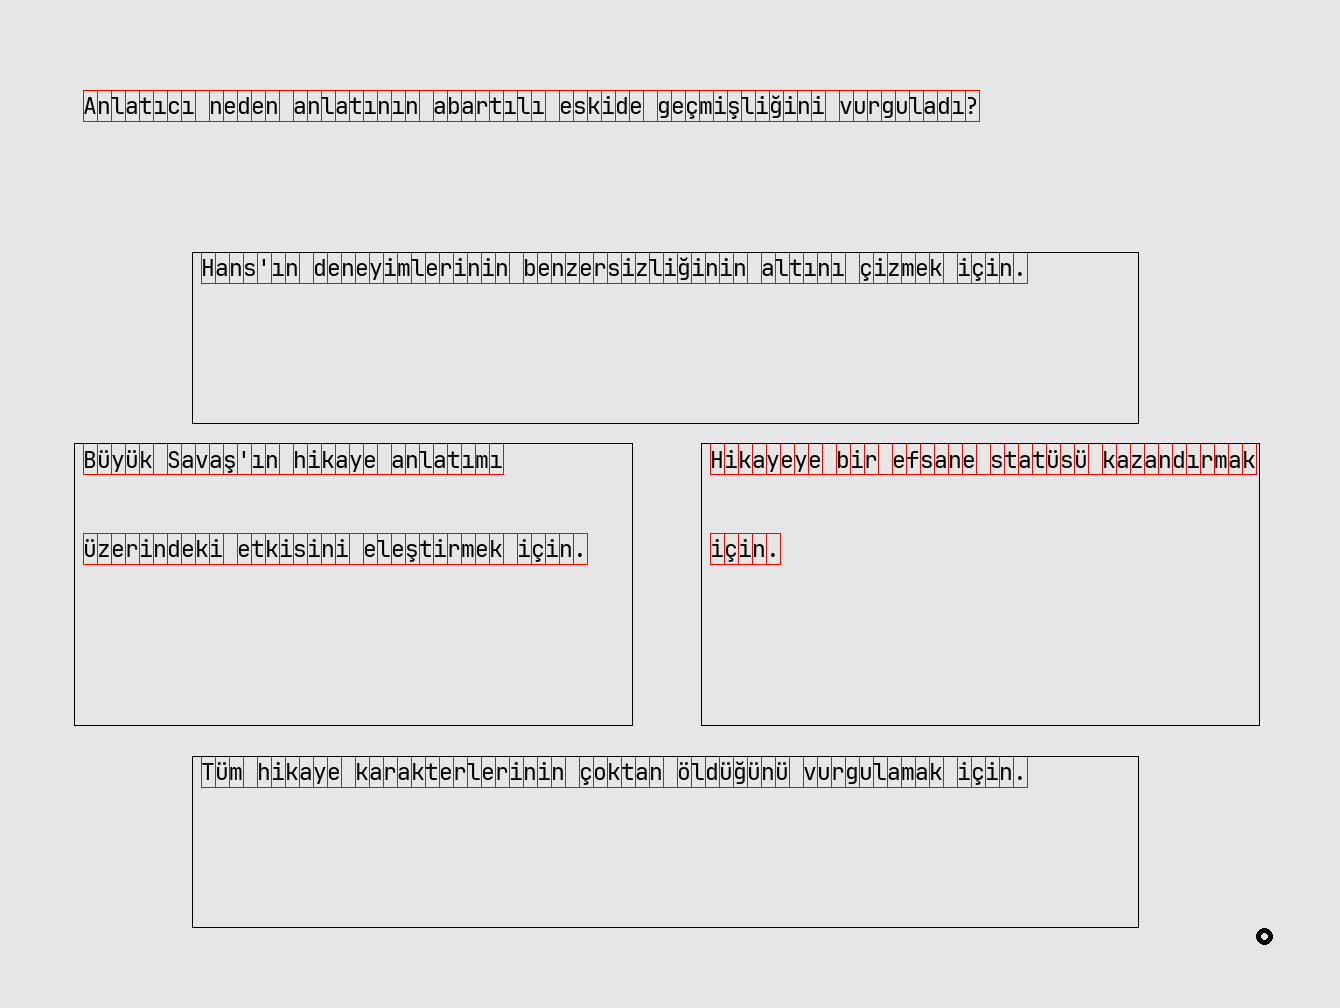 Anlatıcı neden anlatının abartılı eskide geçmişliğini vurguladı?
Hans'ın deneyimlerinin benzersizliğinin altını çizmek için.
Büyük Savaş'ın hikaye anlatımı
üzerindeki etkisini eleştirmek için.
Hikayeye bir efsane statüsü kazandırmak
için.
Tüm hikaye karakterlerinin çoktan öldüğünü vurgulamak için.